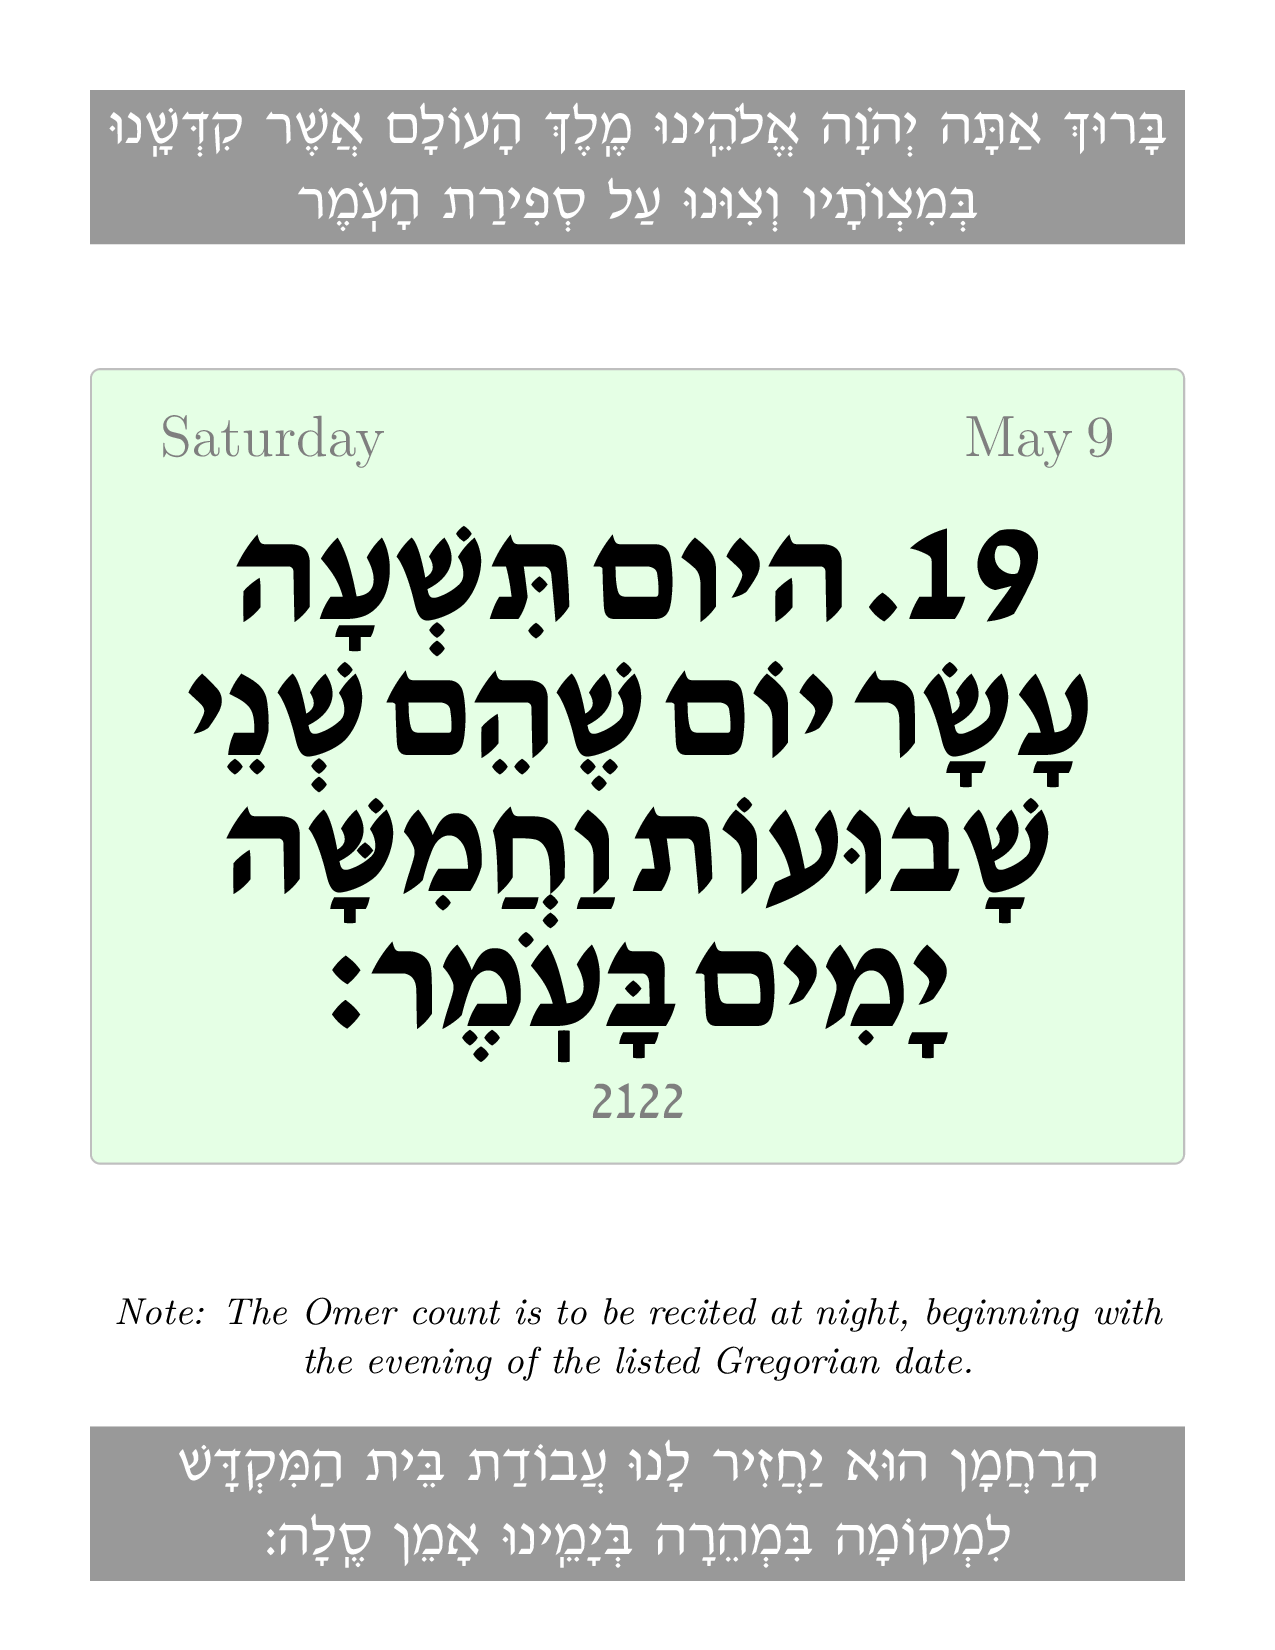 בָּרוּךְ אַתָּה יְהֹוָה אֱלֹהֵֽינוּ מֶֽלֶךְ הָעוֹלָם אֲשֶׁר קִדְּשָֽׁנוּ
בְּמִצְוֹתָיו וְצִוּנוּ עַל סְפִירַת הָעֹֽמֶר
Saturday May 9
19. היום תִּשְׁעָה
עָשָׂר יוֹם שֶׁהֵם שְׁנֵי
שָׁבוּעוֹת וַחֲמִשָּׁה
יָמִים בָּעֹֽמֶר:
2122
Note: The Omer count is to be recited at night, beginning with
the evening of the listed Gregorian date.
הָרַחֲמָן הוּא יַחֲזִיר לָנוּ עֲבוֹדַת בֵּית הַמִּקְדָּשׁ
לִמְקוֹמָהּ בִּמְהֵרָה בְּיָמֵֽינוּ אָמֵן סֶֽלָה: